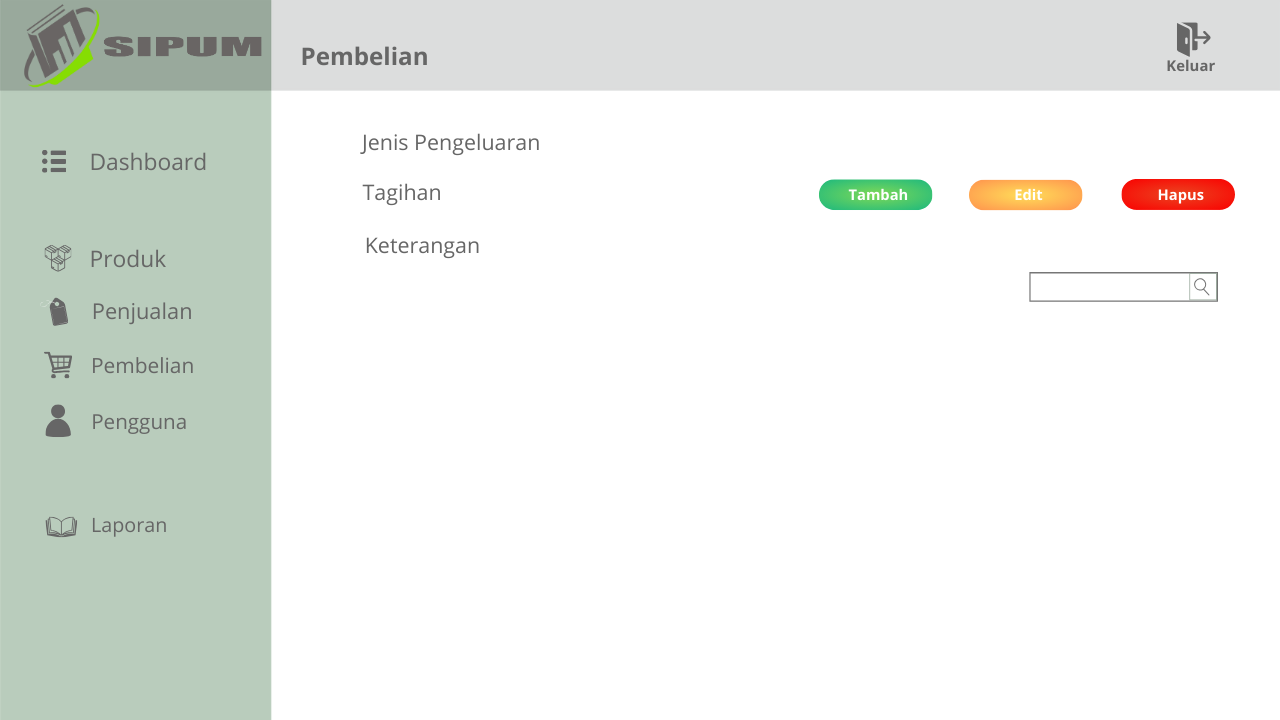 SIPUM
Pembelian
Keluar
Dashboard
Produk
Penjualan
Pembelian
Pengguna
Laporan
Jenis Pengeluaran
Tagihan
Keterangan
Tambah
Edit
Hapus